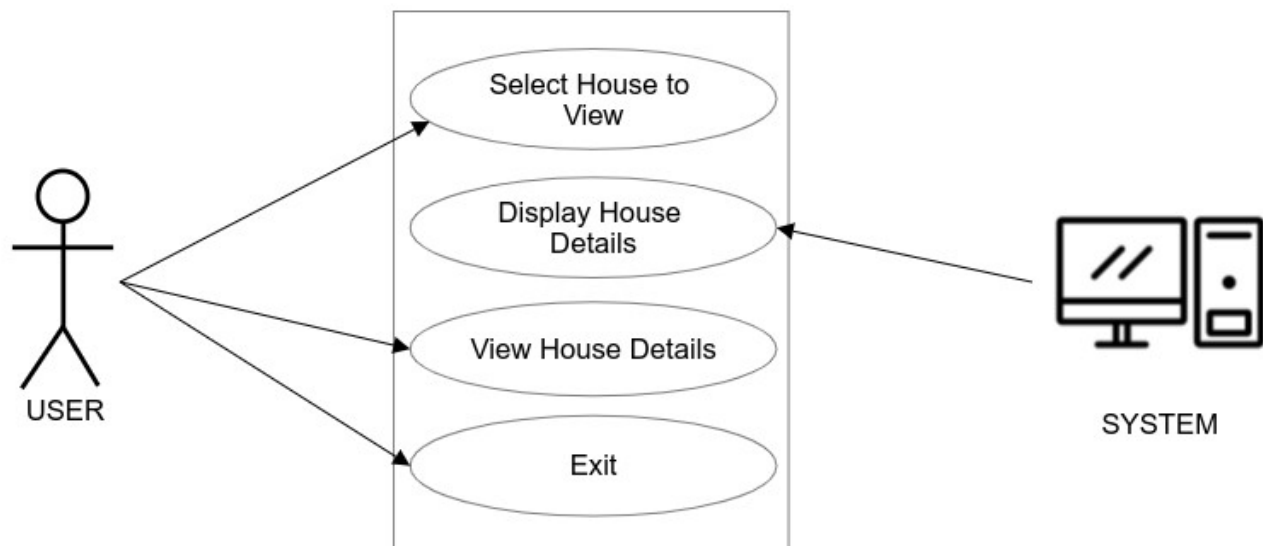 Select House to
View
Display House
Details
View House Details
USER
SYSTEM
Exit